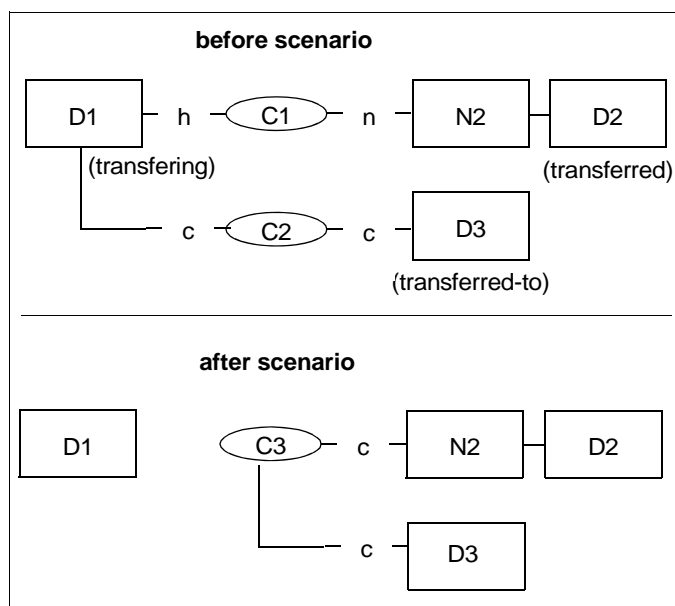 before scenario
D1 h C1 n N2 D2
(transfering) (transferred)
c C2 c D3
(transferred-to)
after scenario
D1 C3 c N2 D2
c D3